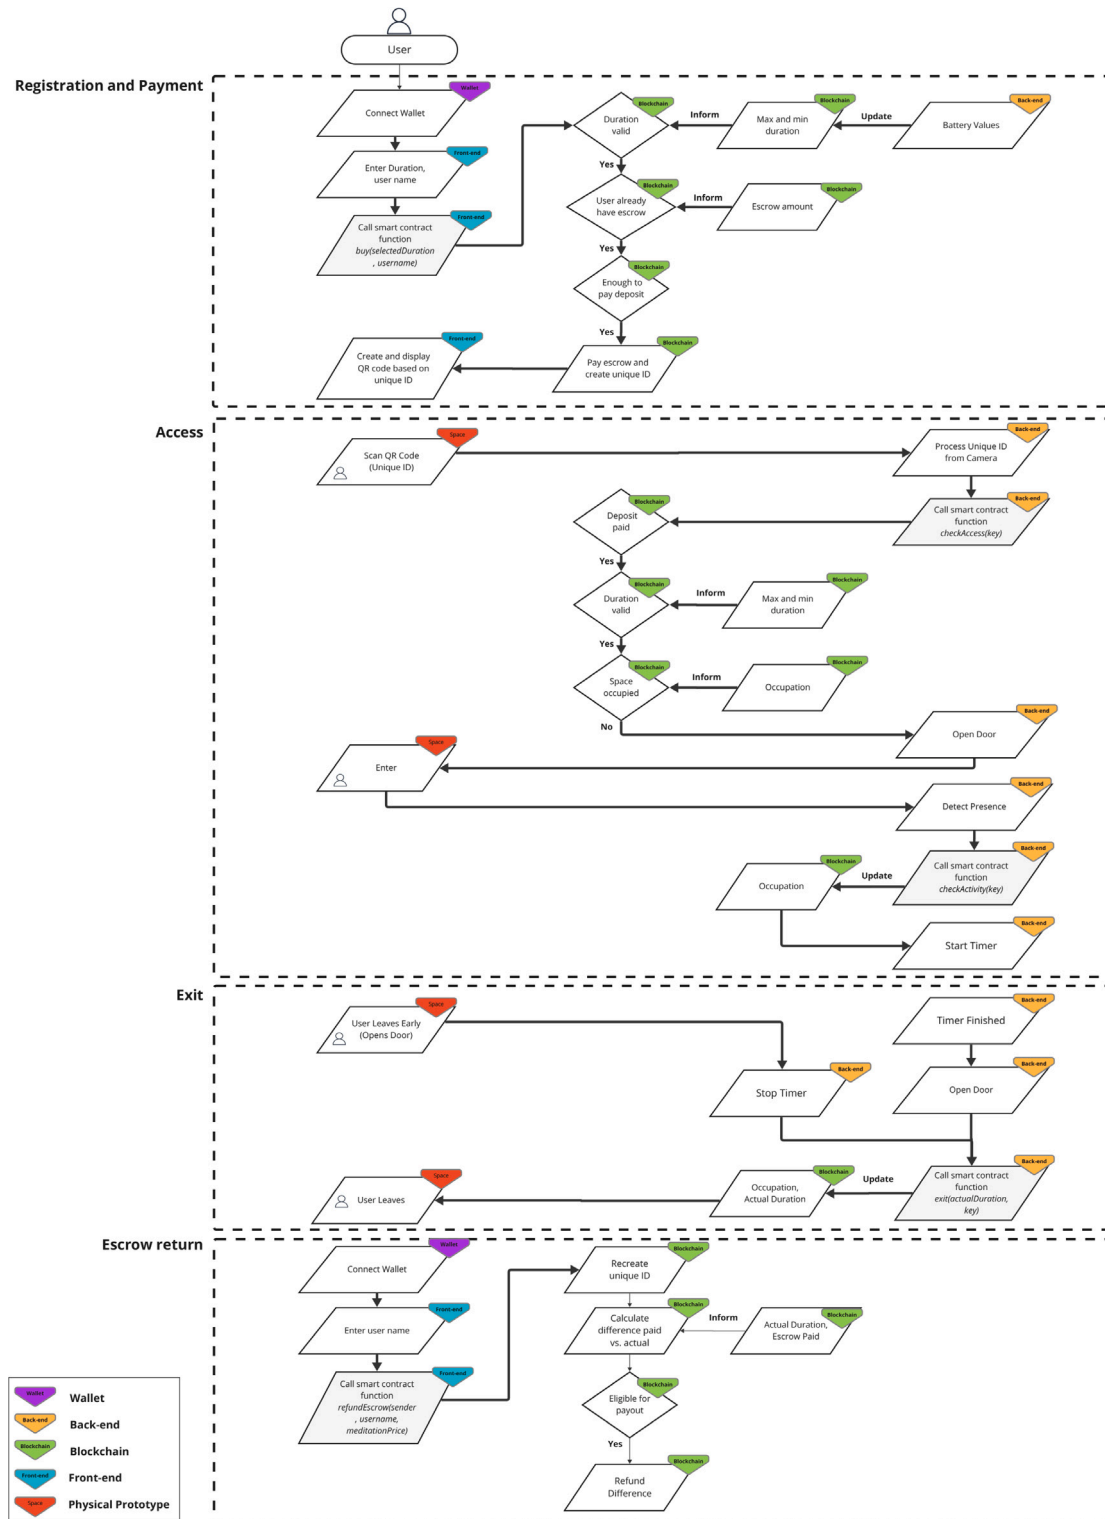 User
Registration and Payment
Wallet
Connect Wallet
Front-end
Enter Duration,
user name
Front-end
Call smart contract
function
buy(selectedDuration
, username)
Blockchain
Duration
valid
Inform
Blockchain
Max and min
duration
Update
Back-end
Battery Values
Yes
Blockchain
User already
have escrow
Inform
Blockchain
Escrow amount
Yes
Blockchain
Enough to
pay deposit
Yes
Blockchain
Pay escrow and
create unique ID
Front-end
Create and display
QR code based on
unique ID
Access
Space
Scan QR Code
(Unique ID)
Back-end
Process Unique ID
from Camera
Back-end
Call smart contract
function
checkAccess(key)
Blockchain
Deposit
paid
Yes
Blockchain
Duration
valid
Inform
Blockchain
Max and min
duration
Yes
Blockchain
Space
occupied
Inform
Blockchain
Occupation
No
Back-end
Open Door
Space
Enter
Back-end
Detect Presence
Back-end
Call smart contract
function
checkActivity(key)
Update
Blockchain
Occupation
Back-end
Start Timer
Exit
Space
User Leaves Early
(Opens Door)
Back-end
Timer Finished
Back-end
Stop Timer
Back-end
Open Door
Back-end
Call smart contract
function
exit(actualDuration,
key)
Update
Blockchain
Occupation,
Actual Duration
Space
User Leaves
Escrow return
Wallet
Connect Wallet
Front-end
Enter user name
Front-end
Call smart contract
function
refundEscrow(sender
, username,
meditationPrice)
Blockchain
Recreate
unique ID
Blockchain
Calculate
difference paid
vs. actual
Inform
Blockchain
Actual Duration,
Escrow Paid
Blockchain
Eligible for
payout
Yes
Blockchain
Refund
Difference
Wallet
Wallet
Back-end
Back-end
Blockchain
Blockchain
Front-end
Front-end
Space
Physical Prototype